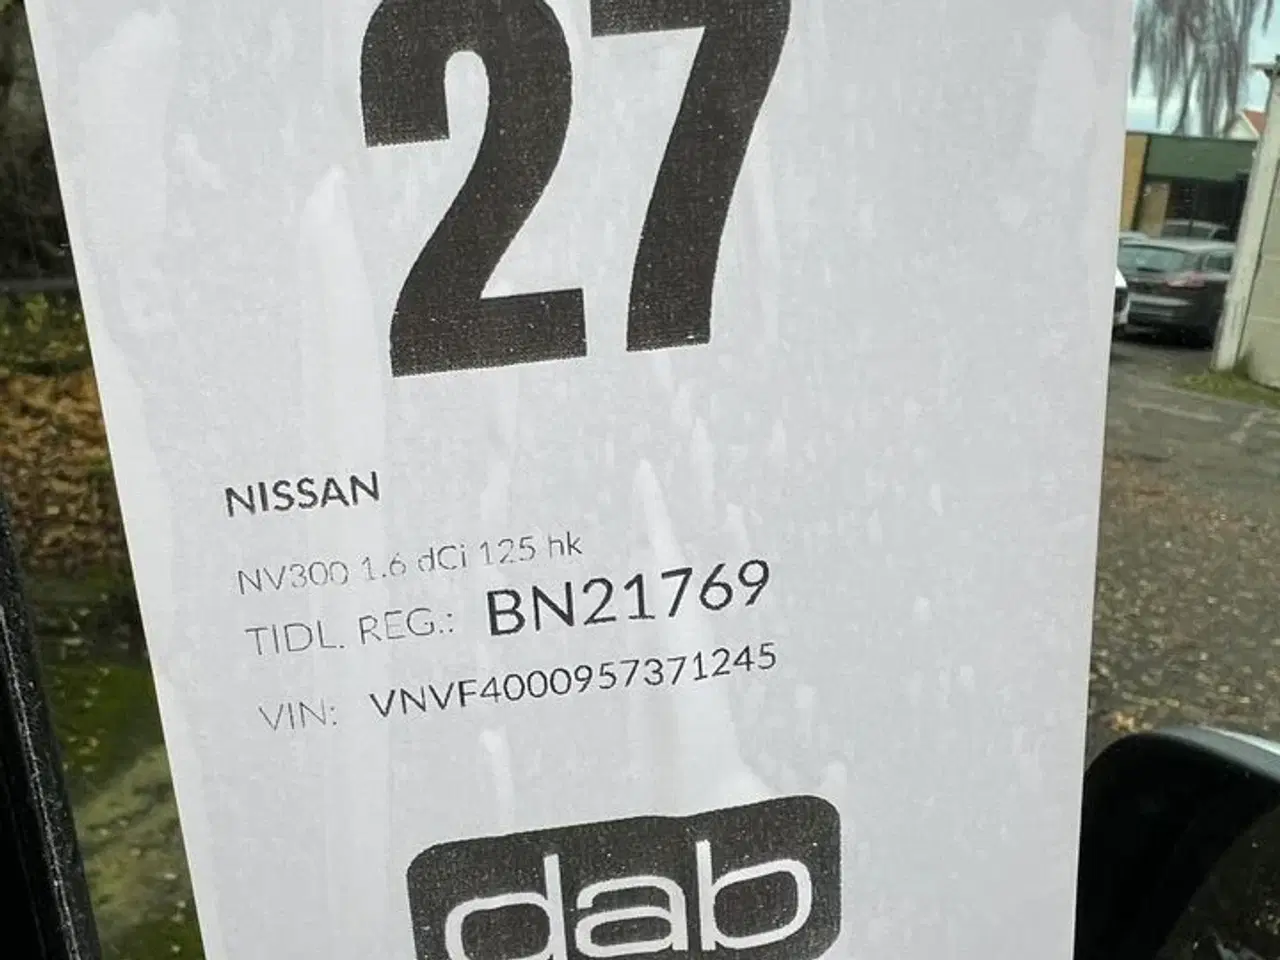 27
NISSAN
NV300 1.6 dCi 125 hk
TIDL. REG.: BN21769
VIN: VNVF4000957371245
dab